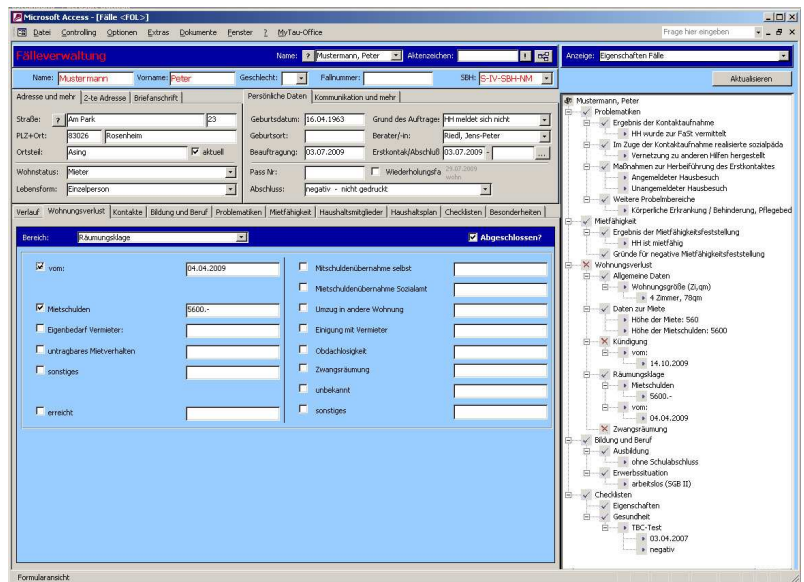 Microsoft Access - [Fälle <FOL>]
Datei Controling Optionen Extras Dokumente Fenster ? MyTau-Office Frage hier eingeben
Fälleverwaltung Name: ? Mustermann, Peter Aktenzeichen: !
Anzeige: Eigenschaften Fälle
Name: Mustermann Vorname: Peter Geschlecht: Fallnummer: SBH: S-IV-SBH-NM
Aktualisieren
Adresse und mehr 2-te Adresse Briefanschrift
Straße: ? Am Park 23
PLZ+Ort: 83026 Rosenheim
Ortsteil: Asing aktuell
Wohnstatus: Mieter
Lebensform: Einzelperson
Persönliche Daten Kommunikation und mehr
Geburtsdatum: 16.04.1963 Grund des Auftrages HH meldet sich nicht
Geburtsort: Berater/-in: Riedl, Jens-Peter
Beauftragung: 03.07.2009 Erstkontak/Abschluß 03.07.2009 - ...
Pass Nr: Wiederholungsfa 29.07.2009
wohn
Abschluss: negativ - nicht gedruckt
Verlauf Wohnungsverlust Kontakte Bildung und Beruf Problematiken Mietfähigkeit Haushaltsmitglieder Haushaltsplan Checklisten Besonderheiten
Bereich: Räumungsklage Abgeschlossen?
vom: 04.04.2009
Mietschulden 5600.-
Eigenbedarf Vermieter:
untragbares Mietverhalten
sonstiges
erreicht
Mitschuldenübernahme selbst
Mietschuldenübernahme Sozialamt
Umzug in andere Wohnung
Einigung mit Vermieter
Obdachlosigkeit
Zwangsräumung
unbekannt
sonstiges
Mustermann, Peter
Problematiken
Ergebnis der Kontaktaufnahme
HH wurde zur FaSt vermittelt
Im Zuge der Kontaktaufnahme realisierte sozialpäda
Vernetzung zu anderen Hilfen hergestellt
Maßnahmen zur Herbeiführung des Erstkontaktes
Angemeldeter Hausbesuch
Unangemeldeter Hausbesuch
Weitere Probelmbereiche
Körperliche Erkrankung / Behinderung, Pflegebed
Mietfähigkeit
Ergebnis der Mietfähigkeitsfeststellung
HH ist mietfähig
Gründe für negative Mietfähigkeitsfeststellung
Wohnungsverlust
Allgemeine Daten
Wohnungsgröße (Zi,qm)
4 Zimmer, 78qm
Daten zur Miete
Höhe der Miete: 560
Höhe der Mietschulden: 5600
Kündigung
vom:
14.10.2009
Räumungsklage
Mietschulden
5600.-
vom:
04.04.2009
Zwangsräumung
Bildung und Beruf
Ausbildung
ohne Schulabschluss
Erwerbssituation
arbeitslos (SGB II)
Checklisten
Eigenschaften
Gesundheit
TBC-Test
03.04.2007
negativ
Formularansicht